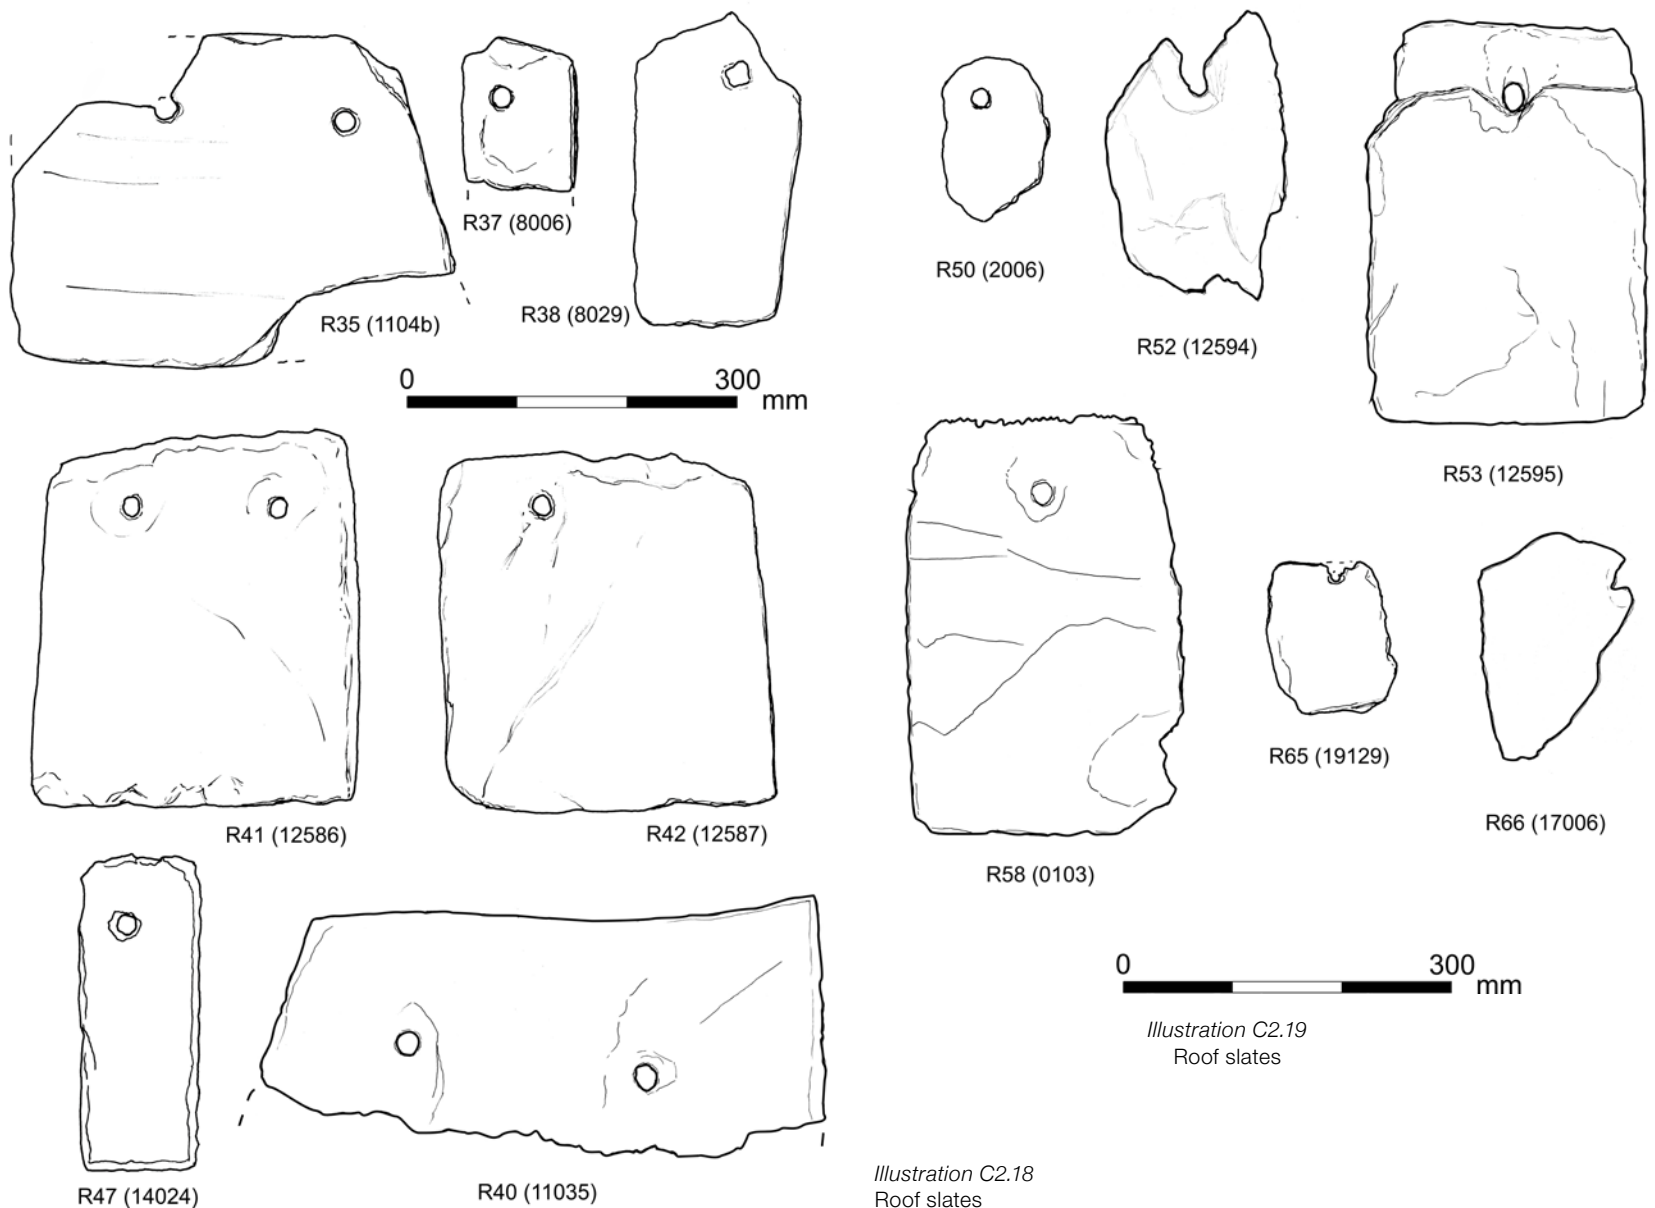 R37 (8006)
R35 (1104b)
R38 (8029)
0 300 mm
R41 (12586)
R42 (12587)
R47 (14024)
R40 (11035)
Illustration C2.18
Roof slates
R50 (2006)
R52 (12594)
R53 (12595)
R58 (0103)
R65 (19129)
R66 (17006)
0 300 mm
Illustration C2.19
Roof slates